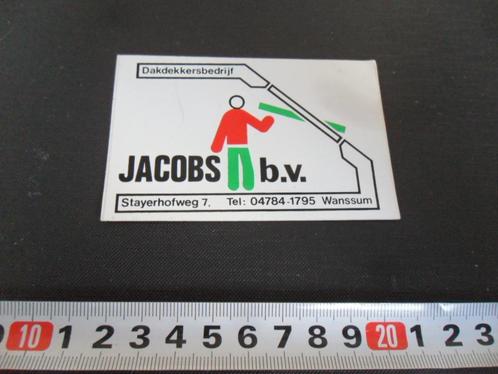 Dakdekkersbedrijf
JACOBS b.v.
Stayerhofweg 7, Tel: 04784-1795 Wanssum
10 1 2 3 4 5 6 7 8 9 20 1 2 3